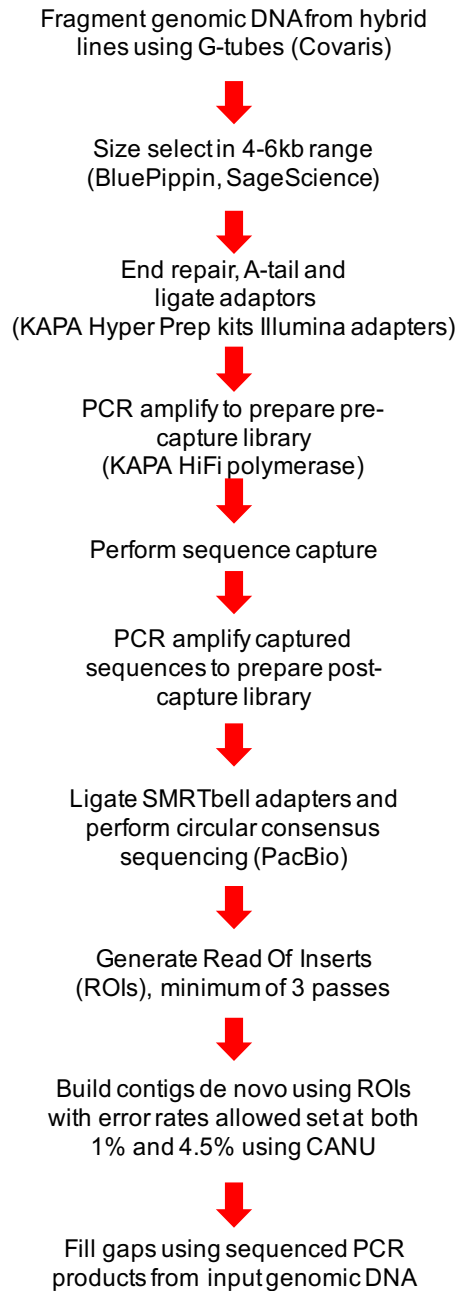 Fragment genomic DNA from hybrid
lines using G-tubes (Covaris)
Size select in 4-6kb range
(BluePippin, SageScience)
End repair, A-tail and
ligate adaptors
(KAPA Hyper Prep kits Illumina adapters)
PCR amplify to prepare pre-
capture library
(KAPA HiFi polymerase)
Perform sequence capture
PCR amplify captured
sequences to prepare post-
capture library
Ligate SMRTbell adapters and
perform circular consensus
sequencing (PacBio)
Generate Read Of Inserts
(ROIs), minimum of 3 passes
Build contigs de novo using ROIs
with error rates allowed set at both
1% and 4.5% using CANU
Fill gaps using sequenced PCR
products from input genomic DNA